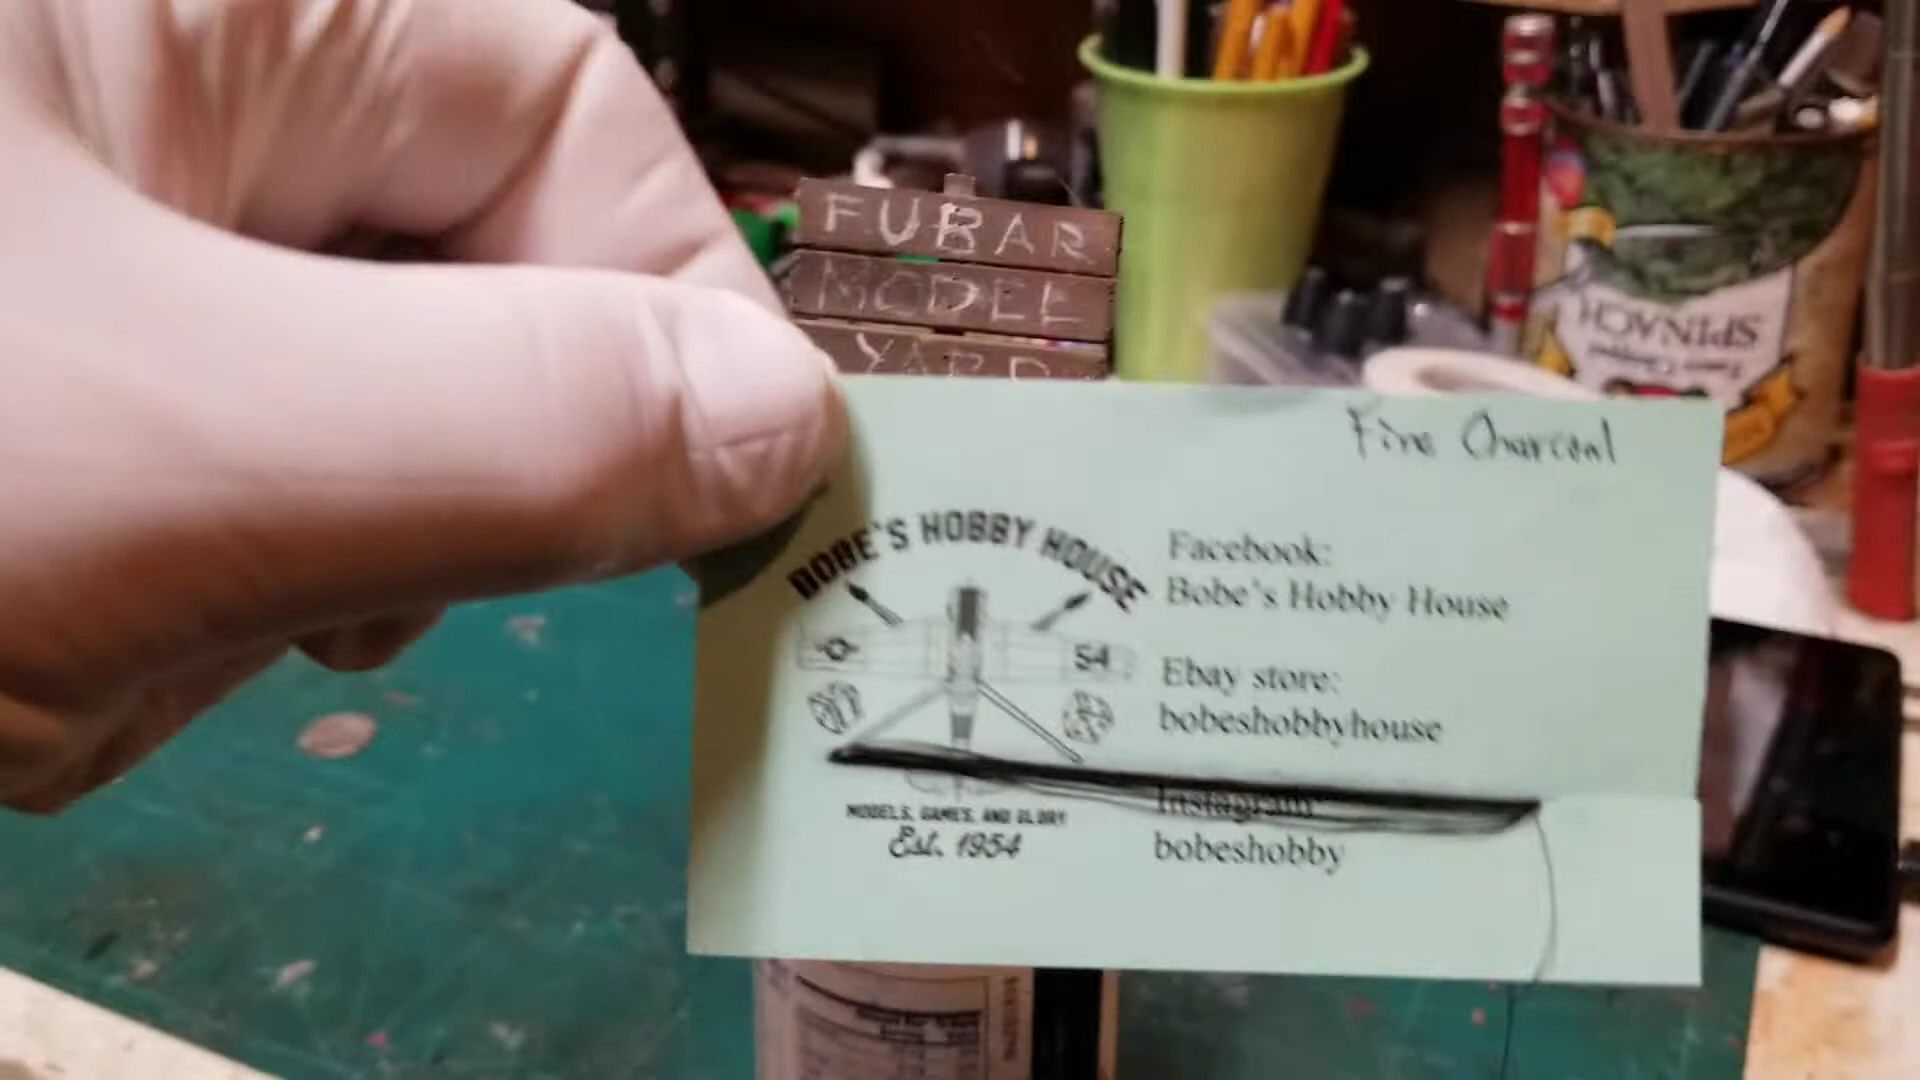 FUBAR
MODEL
YARD
SPINACH
Fine Charcoal
BOBE'S HOBBY HOUSE
54
MODELS, GAMES, AND GLORY
Est. 1954
Facebook:
Bobe's Hobby House
Ebay store:
bobeshobbyhouse
Instagram
bobeshobby